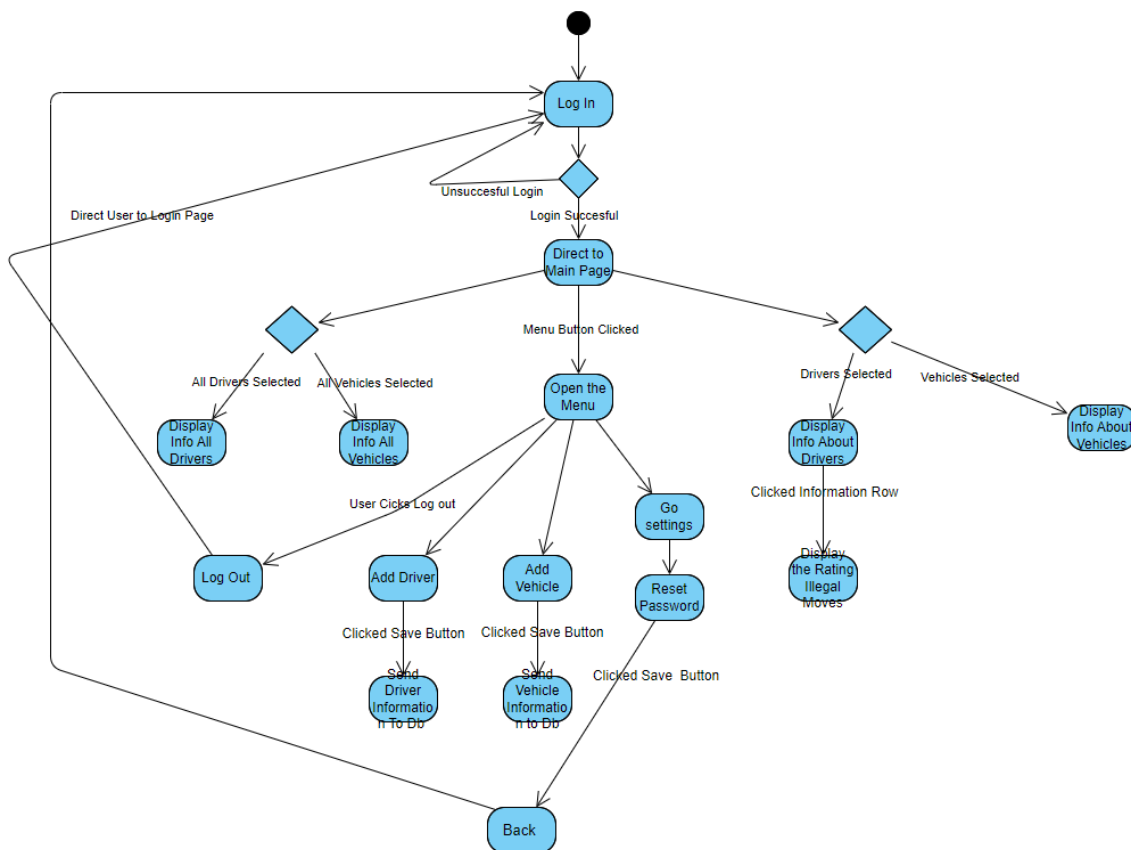 Log In
Unsuccesful Login
Direct User to Login Page
Login Succesful
Direct to
Main Page
Menu Button Clicked
All Drivers Selected
All Vehicles Selected
Drivers Selected
Vehicles Selected
Open the
Menu
Display
Info All
Drivers
Display
Info All
Vehicles
Display
Info About
Drivers
Display
Info About
Vehicles
Clicked Information Row
User Cicks Log out
Go
settings
Log Out
Add Driver
Add
Vehicle
Reset
Password
Display
the Rating
Illegal
Moves
Clicked Save Button
Clicked Save Button
Clicked Save Button
Send
Driver
Informatio
n To Db
Send
Vehicle
Informatio
n to Db
Back